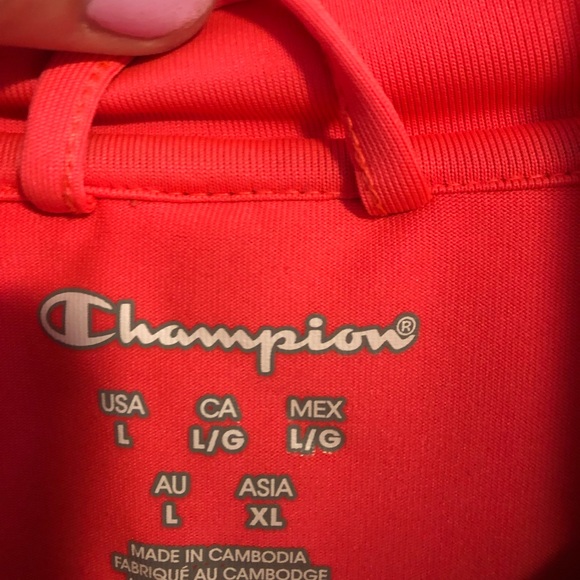 Champion®
USA CA MEX
L L/G L/G
AU ASIA
L XL
MADE IN CAMBODIA
FABRIQUÉ AU CAMBODGE